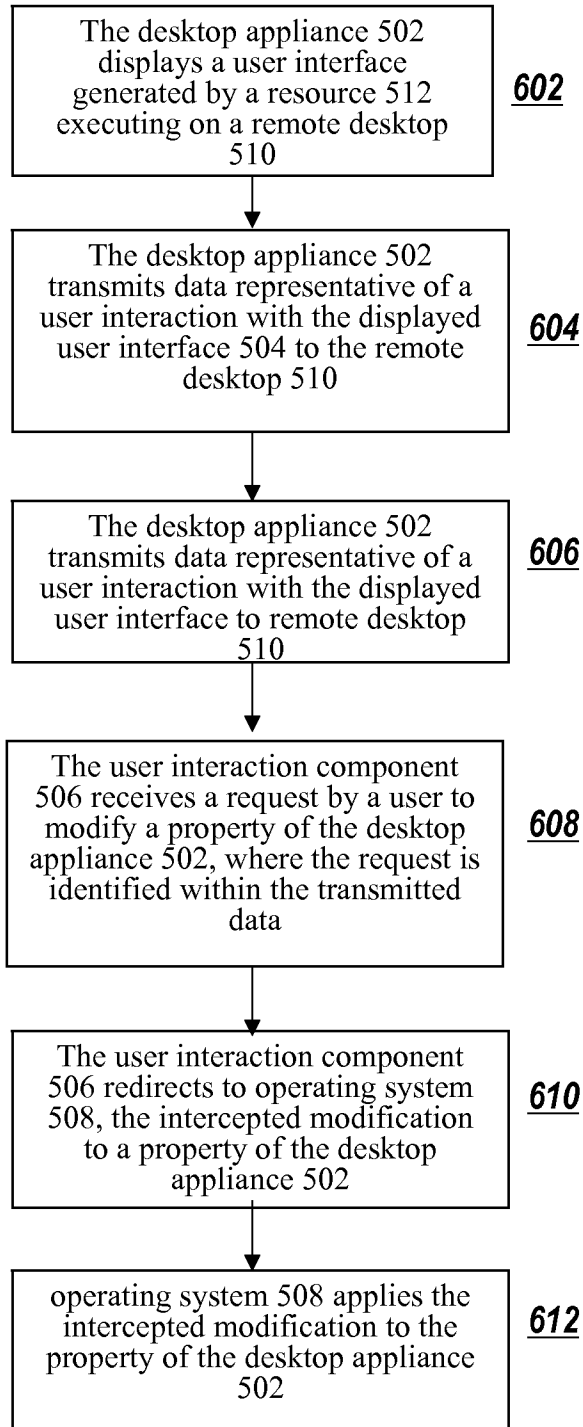 The desktop appliance 502
displays a user interface
generated by a resource 512
executing on a remote desktop
510
602
The desktop appliance 502
transmits data representative of a
user interaction with the displayed
user interface 504 to the remote
desktop 510
604
The desktop appliance 502
transmits data representative of a
user interaction with the displayed
user interface to remote desktop
510
606
The user interaction component
506 receives a request by a user to
modify a property of the desktop
appliance 502, where the request is
identified within the transmitted
data
608
The user interaction component
506 redirects to operating system
508, the intercepted modification
to a property of the desktop
appliance 502
610
operating system 508 applies the
intercepted modification to the
property of the desktop appliance
502
612